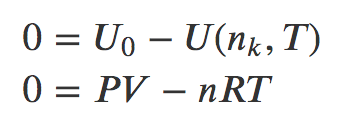 0 = U₀ − U(nₖ, T)
0 = PV − nRT